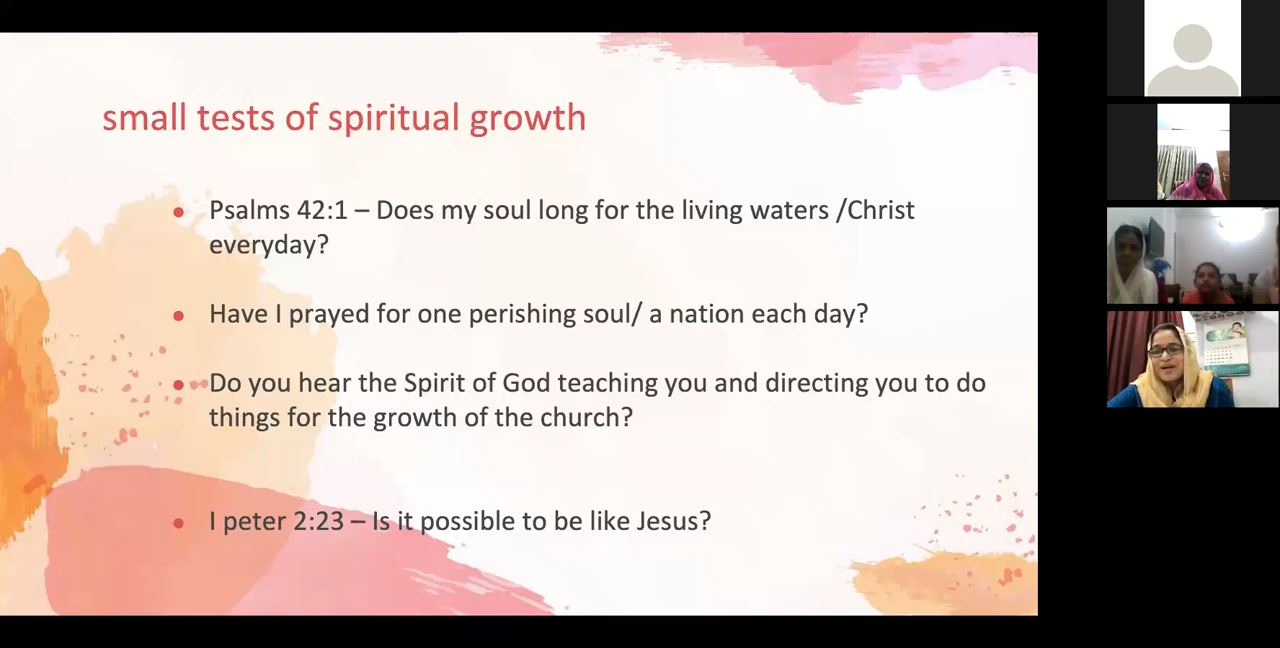 small tests of spiritual growth
Psalms 42:1 – Does my soul long for the living waters /Christ
everyday?
Have I prayed for one perishing soul/ a nation each day?
Do you hear the Spirit of God teaching you and directing you to do
things for the growth of the church?
I peter 2:23 – Is it possible to be like Jesus?